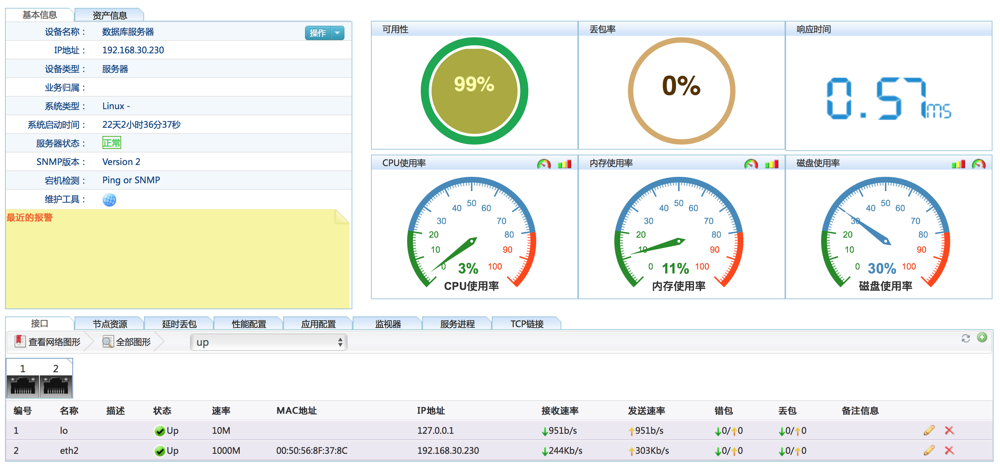 基本信息 资产信息
设备名称： 数据库服务器 操作
IP地址： 192.168.30.230
设备类型： 服务器
业务归属：
系统类型： Linux -
系统启动时间： 22天2小时36分37秒
服务器状态： 正常
SNMP版本： Version 2
宕机检测： Ping or SNMP
维护工具：
最近的报警
可用性 丢包率 响应时间
99% 0% 0.57ms
CPU使用率 内存使用率 磁盘使用率
0 10 20 30 40 50 60 70 80 90 100
3%
CPU使用率
0 10 20 30 40 50 60 70 80 90 100
11%
内存使用率
0 10 20 30 40 50 60 70 80 90 100
30%
磁盘使用率
接口 节点资源 延时丢包 性能配置 应用配置 监视器 服务进程 TCP链接
查看网络图形 全部图形 up
1 2
编号 名称 描述 状态 速率 MAC地址 IP地址 接收速率 发送速率 错包 丢包 备注信息
1 lo Up 10M 127.0.0.1 ↓951b/s ↑951b/s ↓0/↑0 ↓0/↑0
2 eth2 Up 1000M 00:50:56:8F:37:8C 192.168.30.230 ↓244Kb/s ↑303Kb/s ↓0/↑0 ↓0/↑0